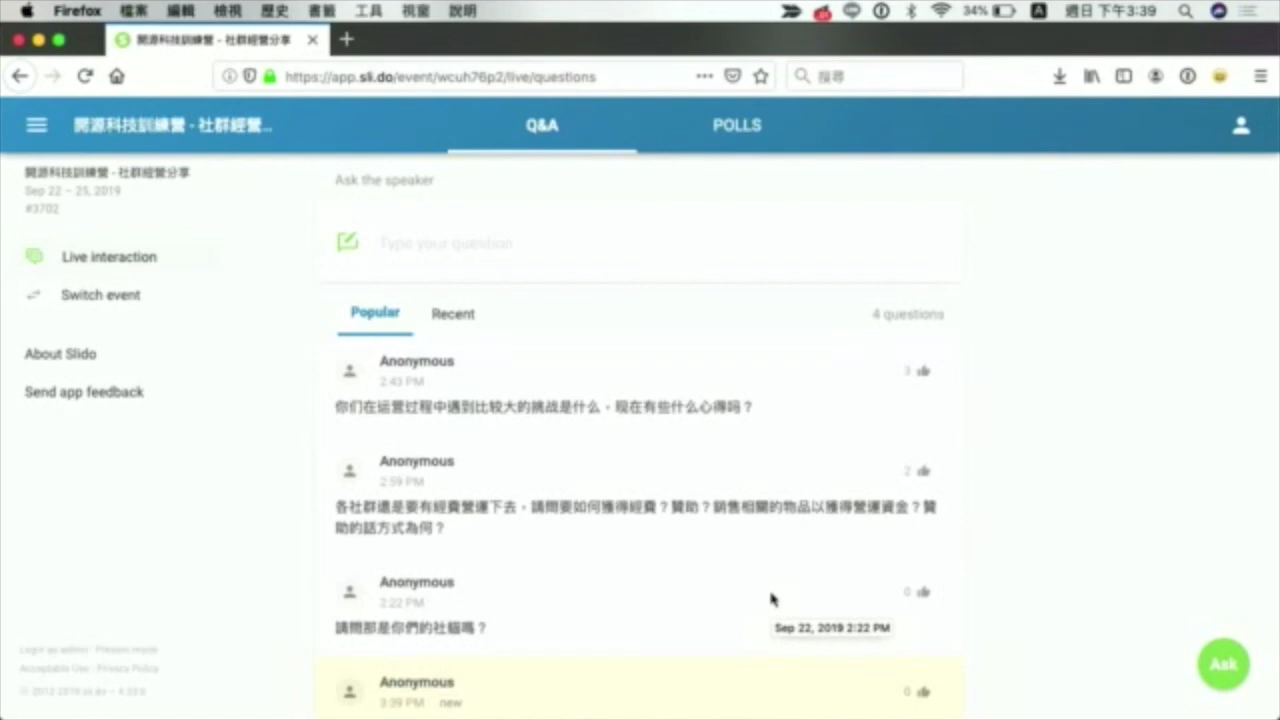 Firefox 檔案 編輯 檢視 歷史 書籤 工具 視窗 說明 34% 週日 下午3:39
開源科技訓練營 - 社群經營分享
https://app.sli.do/event/wcuh76p2/live/questions
搜尋
開源科技訓練營 - 社群經營...
Q&A
POLLS
開源科技訓練營 - 社群經營分享
Sep 22 – 25, 2019
#3702
Live interaction
Switch event
About Slido
Send app feedback
Login as admin · Present mode
Acceptable Use · Privacy Policy
Ask the speaker
Type your question
Popular
Recent
4 questions
Anonymous
2:43 PM
3
你们在运营过程中遇到比较大的挑战是什么，现在有些什么心得吗？
Anonymous
2:59 PM
2
各社群還是要有經費營運下去，請問要如何獲得經費？贊助？銷售相關的物品以獲得營運資金？贊
助的話方式為何？
Anonymous
2:22 PM
0
請問那是你們的社貓嗎？
Sep 22, 2019 2:22 PM
Anonymous
3:39 PM new
0
Ask